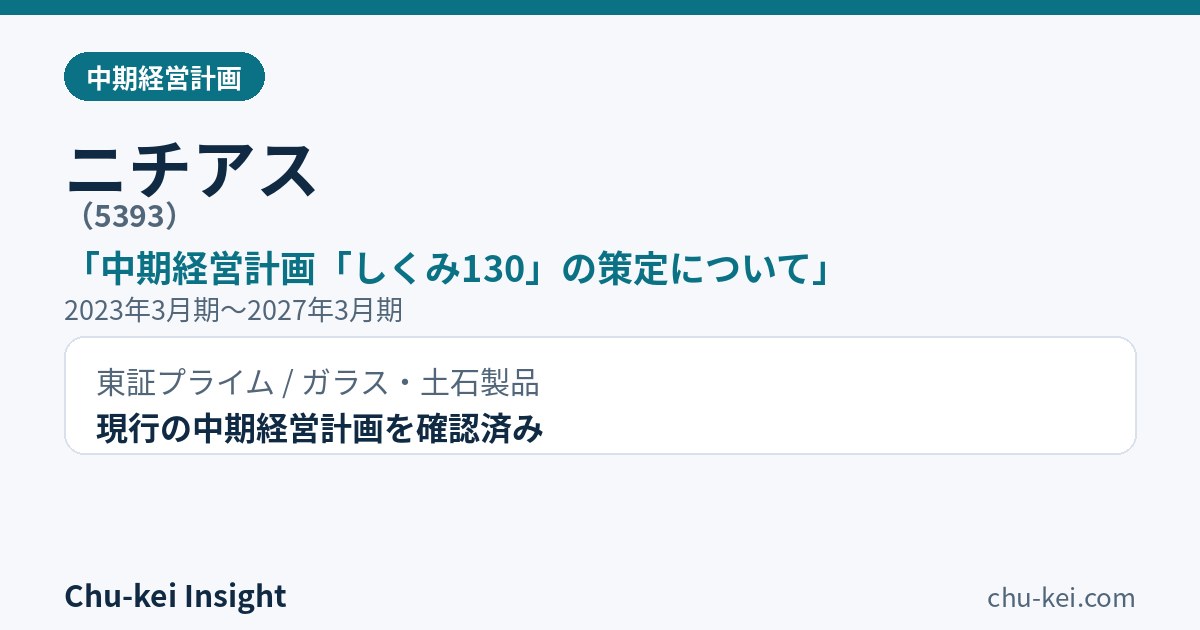 中期経営計画
ニチアス
（5393）
「中期経営計画「しくみ130」の策定について」
2023年3月期〜2027年3月期
東証プライム / ガラス・土石製品
現行の中期経営計画を確認済み
Chu-kei Insight
chu-kei.com